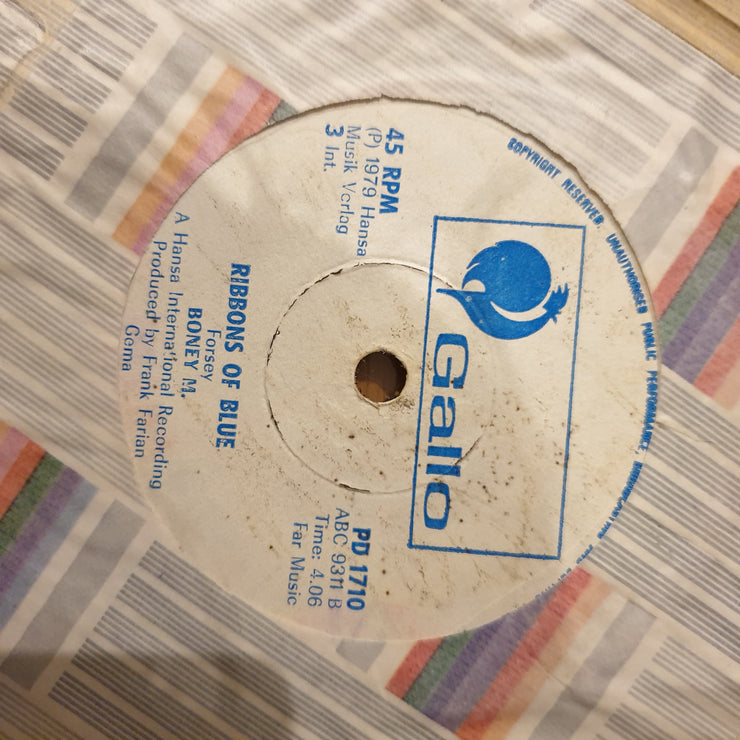 COPYRIGHT RESERVED. UNAUTHORISED PUBLIC PERFORMANCE,
Gallo
45 RPM
(P) 1979 Hansa
Musik Verlag
3 Int.
PD 1710
ABC 9311 B
Time: 4.06
Far Music
RIBBONS OF BLUE
Forsey
BONEY M.
A Hansa International Recording
Produced by Frank Farian
Gema